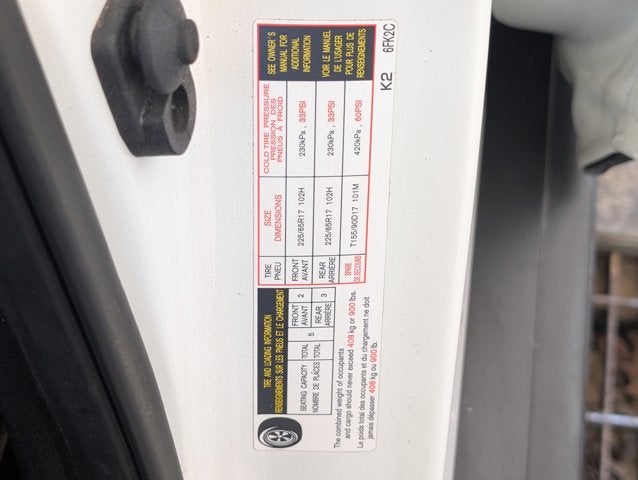 TIRE AND LOADING INFORMATION
RENSEIGNEMENTS SUR LES PNEUS ET LE CHARGEMENT
SEATING CAPACITY TOTAL 5 FRONT AVANT 2
NOMBRE DE PLACES TOTAL REAR ARRIÈRE 3
The combined weight of occupants
and cargo should never exceed 408 kg or 900 lbs.
Le poids total des occupants et du chargement ne doit
jamais dépasser 408 kg ou 900 lb.
TIRE PNEU SIZE DIMENSIONS COLD TIRE PRESSURE PRESSION DES PNEUS À FROID
FRONT AVANT 225/65R17 102H 230kPa, 33PSI
REAR ARRIÈRE 225/65R17 102H 230kPa, 33PSI
SPARE DE SECOURS T155/90D17 101M 420kPa, 60PSI
SEE OWNER'S
MANUAL FOR
ADDITIONAL
INFORMATION
VOIR LE MANUEL
DE L'USAGER
POUR PLUS DE
RENSEIGNEMENTS
K2 6FK2C